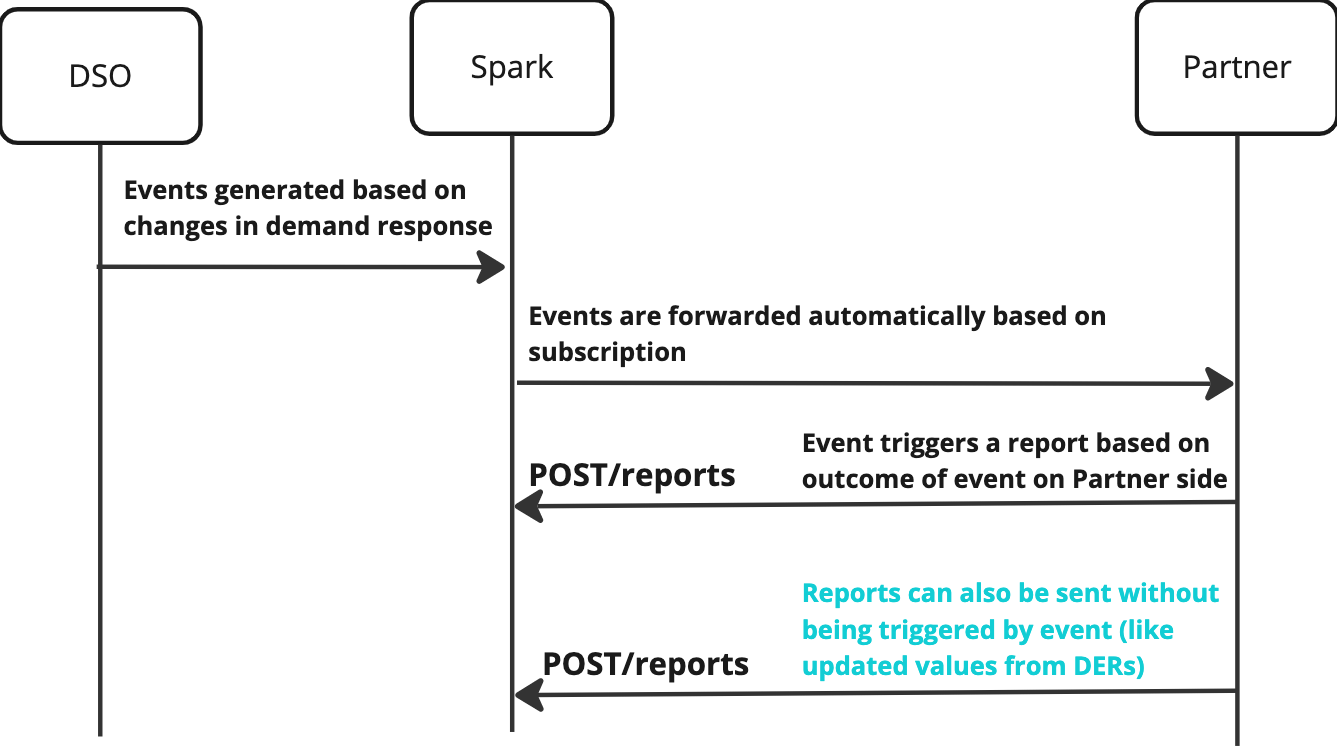 DSO
Spark
Partner
Events generated based on
changes in demand response
Events are forwarded automatically based on
subscription
Event triggers a report based on
outcome of event on Partner side
POST/reports
Reports can also be sent without
being triggered by event (like
updated values from DERs)
POST/reports